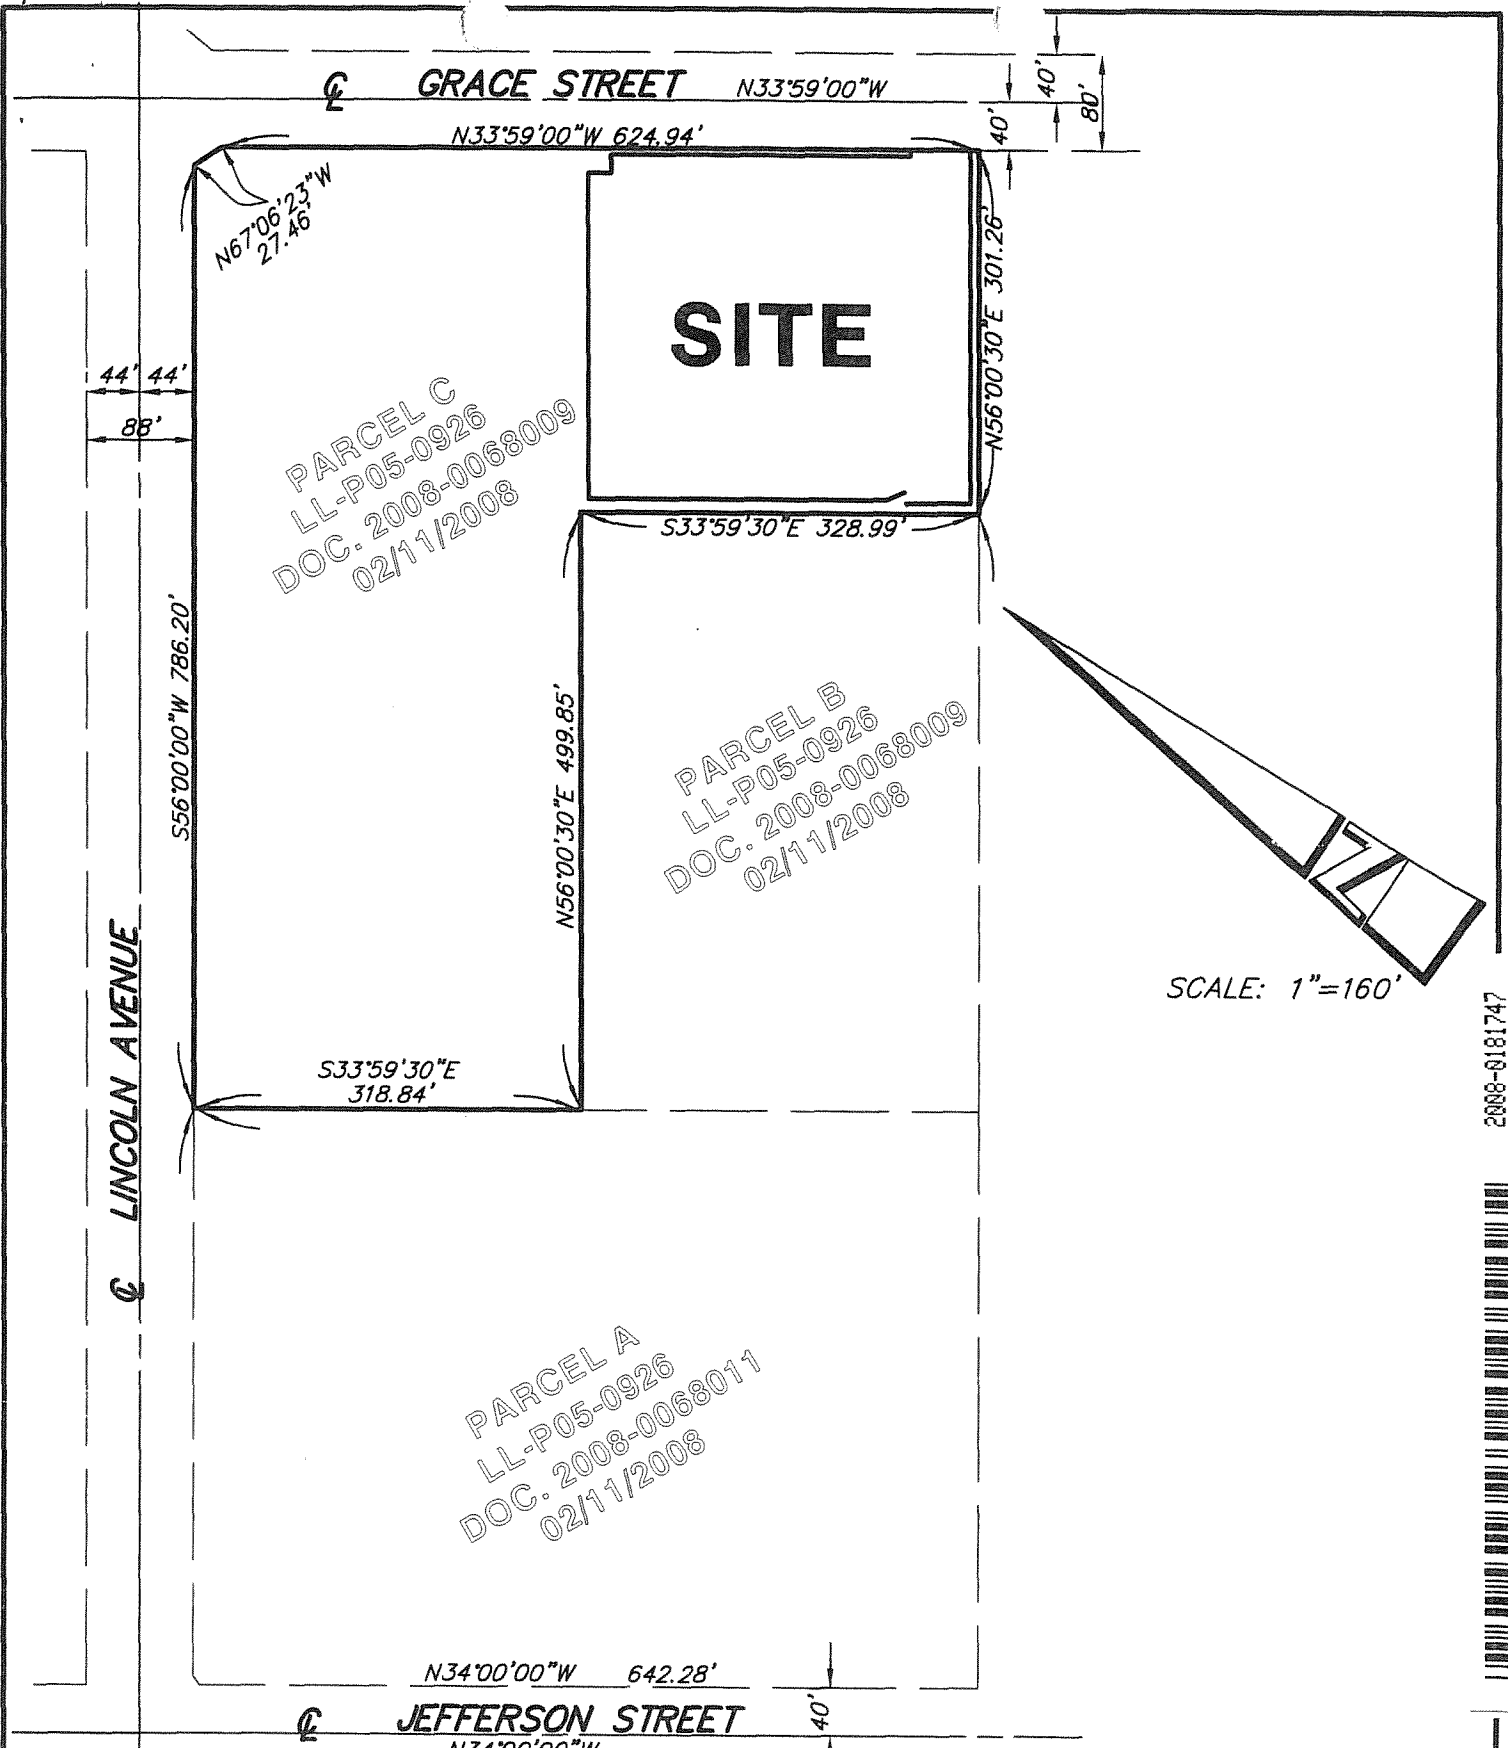 ℄ GRACE STREET N33°59'00"W
40'
80'
40'
N33°59'00"W 624.94'
N67°06'23"W
27.46'
N56°00'30"E 301.26'
SITE
44' 44'
88'
PARCEL C
LL-P05-0926
DOC. 2008-0068009
02/11/2008
S33°59'30"E 328.99'
S56°00'00"W 786.20'
N56°00'30"E 499.85'
PARCEL B
LL-P05-0926
DOC. 2008-0068009
02/11/2008
N
SCALE: 1"=160'
2008-0181747
℄ LINCOLN AVENUE
S33°59'30"E
318.84'
PARCEL A
LL-P05-0926
DOC. 2008-0068011
02/11/2008
N34°00'00"W 642.28'
℄ JEFFERSON STREET
40'
N34°00'00"W